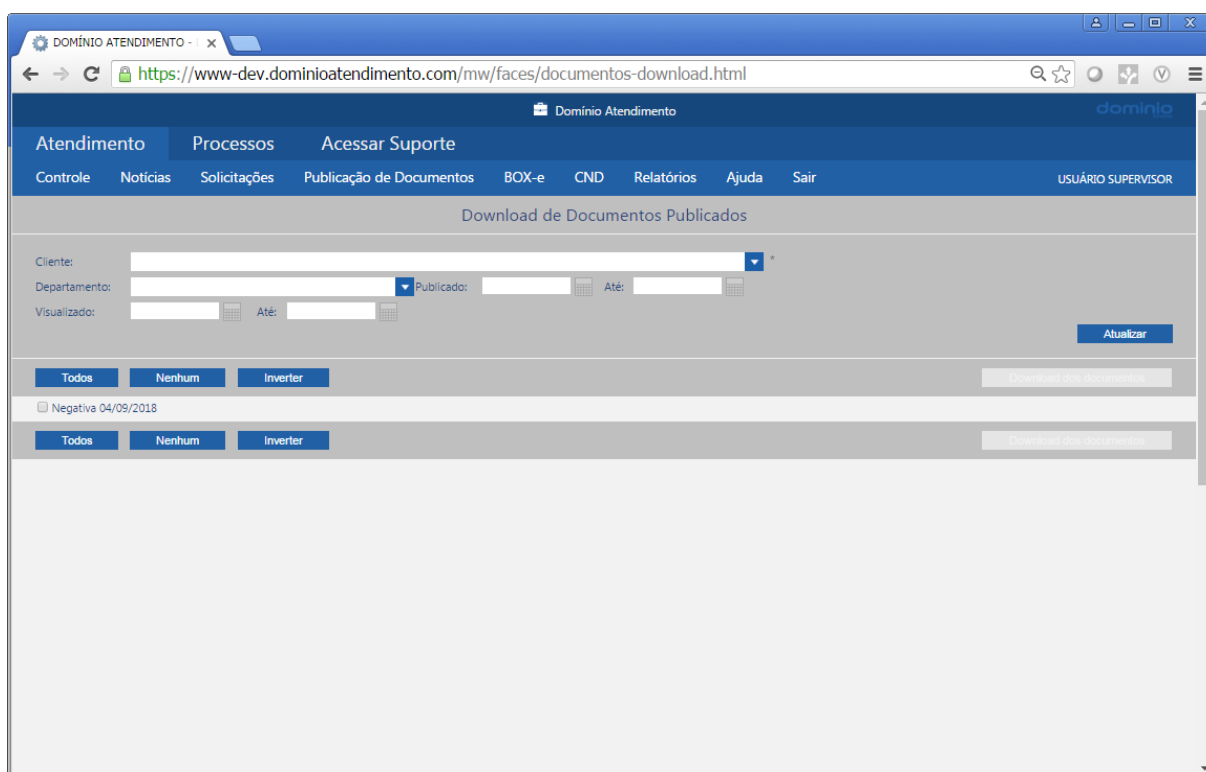 DOMÍNIO ATENDIMENTO -
https://www-dev.dominioatendimento.com/mw/faces/documentos-download.html
Domínio Atendimento
domínio
Atendimento Processos Acessar Suporte
Controle Notícias Solicitações Publicação de Documentos BOX-e CND Relatórios Ajuda Sair USUÁRIO SUPERVISOR
Download de Documentos Publicados
Cliente: *
Departamento: Publicado: Até:
Visualizado: Até:
Atualizar
Todos Nenhum Inverter Download dos documentos
Negativa 04/09/2018
Todos Nenhum Inverter Download dos documentos